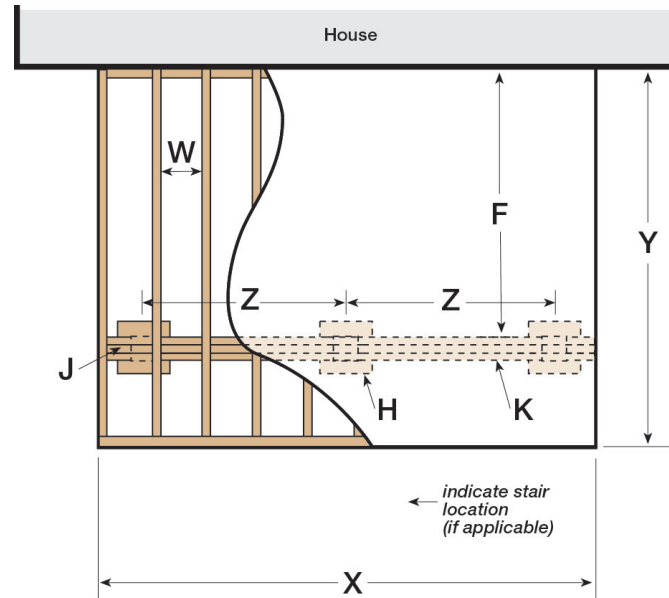 House
W
F
Y
Z
Z
J
H
K
indicate stair
location
(if applicable)
X